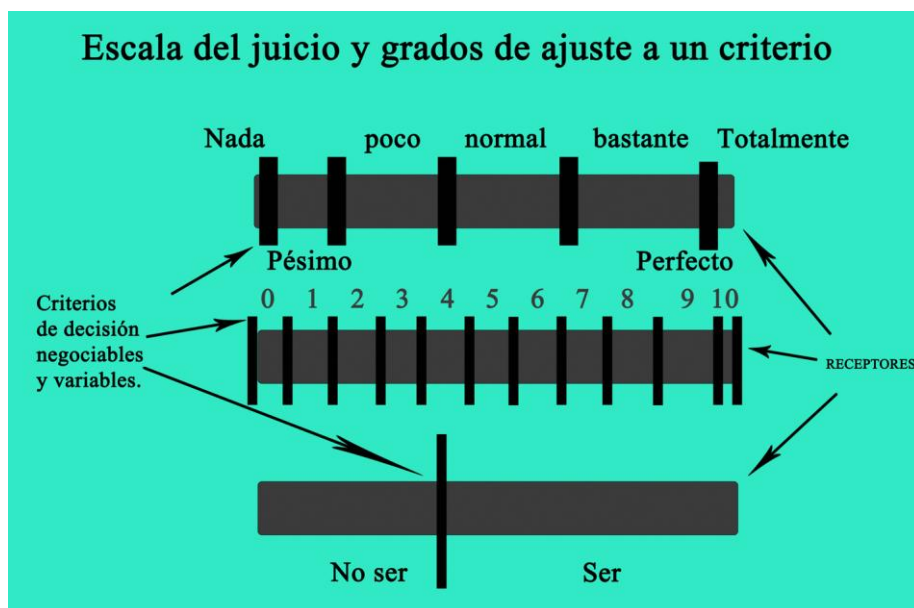 Escala del juicio y grados de ajuste a un criterio
Nada poco normal bastante Totalmente
Pésimo Perfecto
0 1 2 3 4 5 6 7 8 9 10
Criterios
de decisión
negociables
y variables.
RECEPTORES
No ser Ser